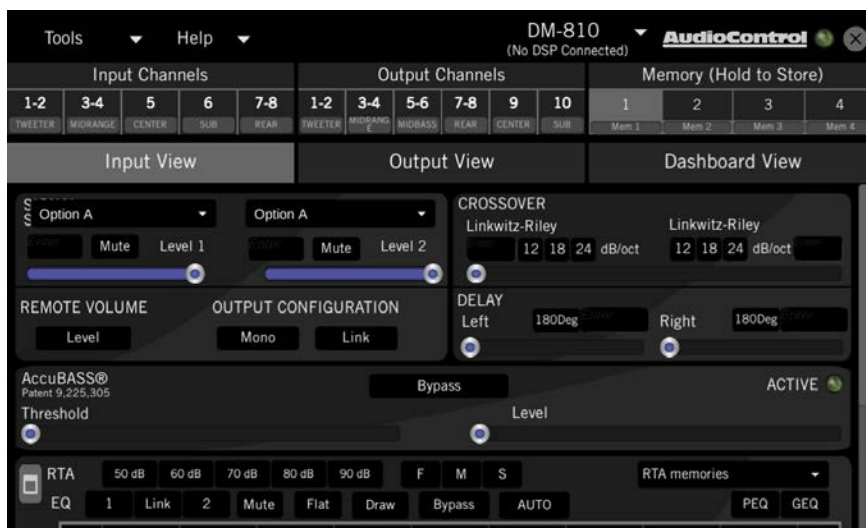 Tools Help DM-810 AudioControl
(No DSP Connected)
Input Channels Output Channels Memory (Hold to Store)
1-2 3-4 5 6 7-8 1-2 3-4 5-6 7-8 9 10 1 2 3 4
TWEETER MIDRANGE CENTER SUB REAR TWEETER MIDRANG
E MIDBASS REAR CENTER SUB Mem 1 Mem 2 Mem 3 Mem 4
Input View Output View Dashboard View
Option A Option A
Enter Mute Level 1 Enter Mute Level 2
CROSSOVER
Linkwitz-Riley Linkwitz-Riley
12 18 24 dB/oct 12 18 24 dB/oct
REMOTE VOLUME OUTPUT CONFIGURATION
Level Mono Link
DELAY
Left 180Deg Enter Right 180Deg Enter
AccuBASS®
Patent 9,225,305
Bypass ACTIVE
Threshold Level
RTA 50 dB 60 dB 70 dB 80 dB 90 dB F M S RTA memories
EQ 1 Link 2 Mute Flat Draw Bypass AUTO PEQ GEQ